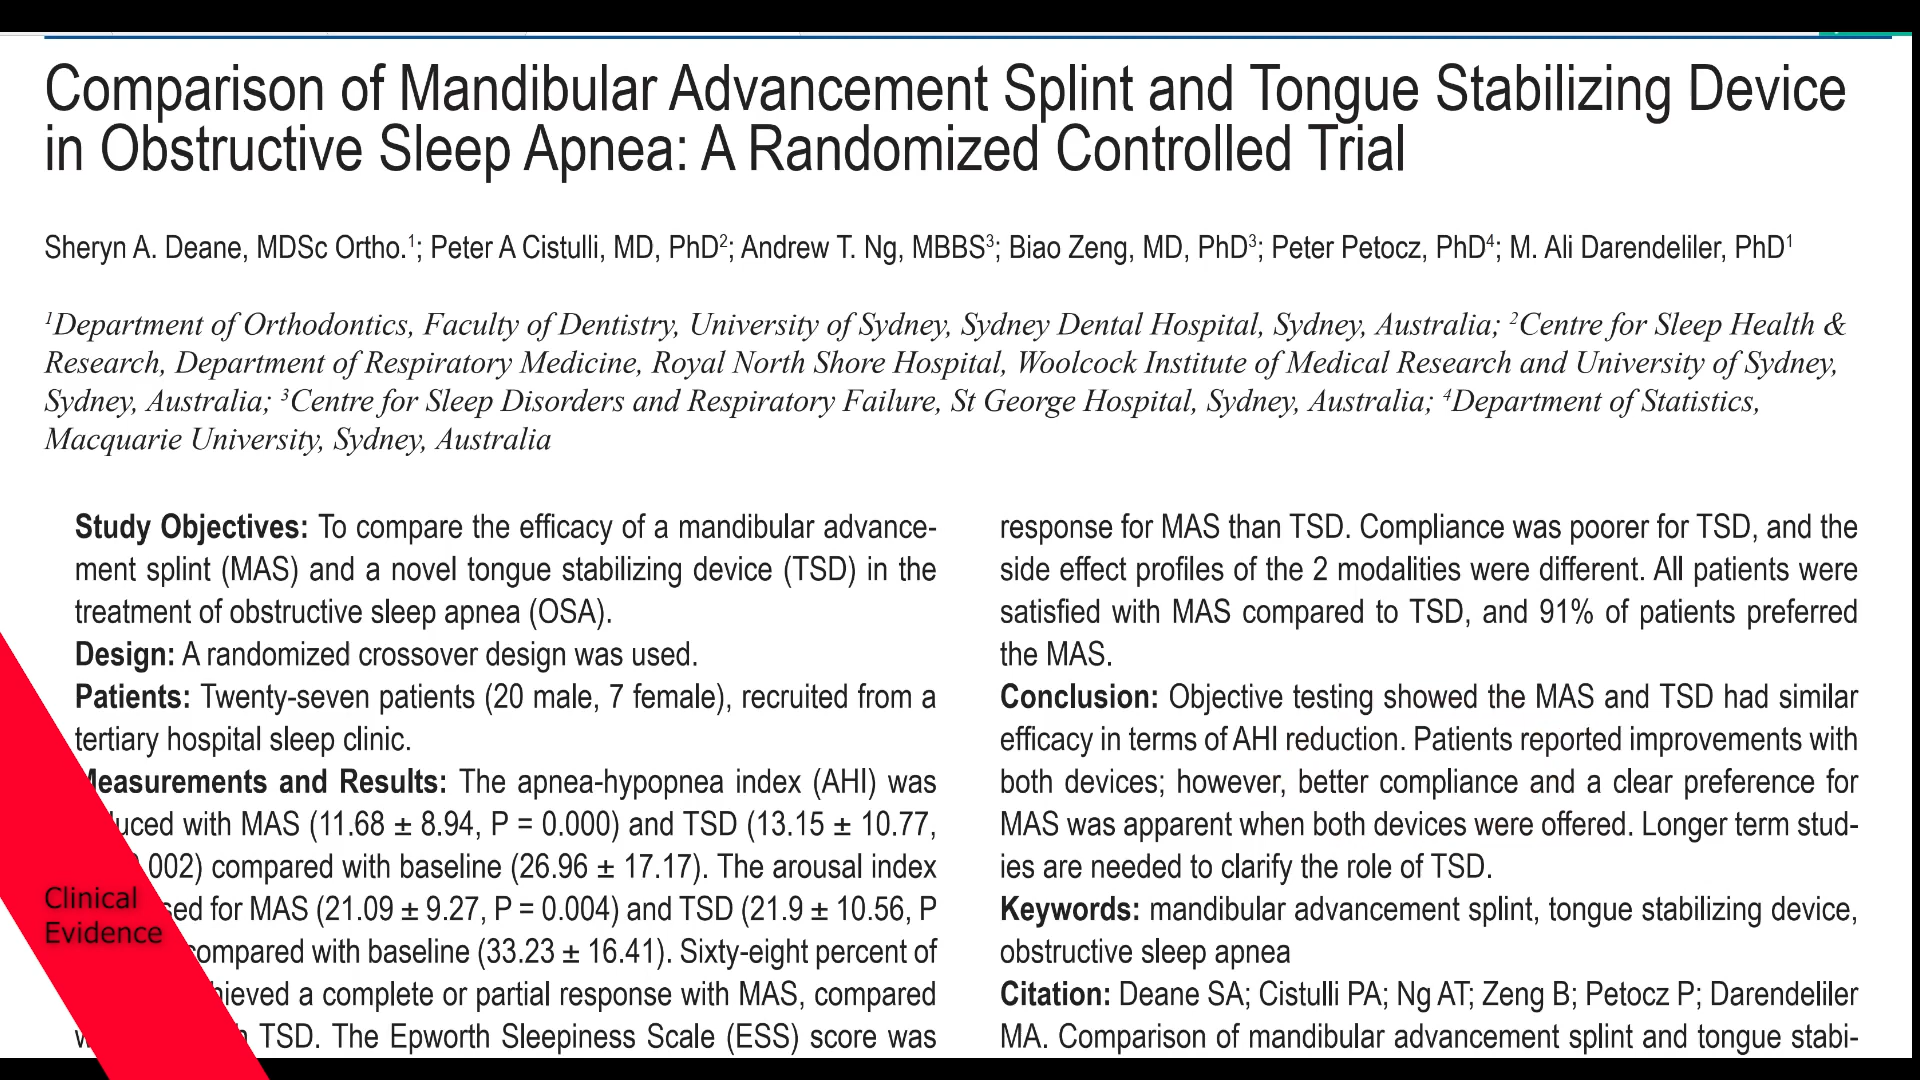 Comparison of Mandibular Advancement Splint and Tongue Stabilizing Device
in Obstructive Sleep Apnea: A Randomized Controlled Trial
Sheryn A. Deane, MDSc Ortho.1; Peter A Cistulli, MD, PhD2; Andrew T. Ng, MBBS3; Biao Zeng, MD, PhD3; Peter Petocz, PhD4; M. Ali Darendeliler, PhD1
1Department of Orthodontics, Faculty of Dentistry, University of Sydney, Sydney Dental Hospital, Sydney, Australia; 2Centre for Sleep Health &
Research, Department of Respiratory Medicine, Royal North Shore Hospital, Woolcock Institute of Medical Research and University of Sydney,
Sydney, Australia; 3Centre for Sleep Disorders and Respiratory Failure, St George Hospital, Sydney, Australia; 4Department of Statistics,
Macquarie University, Sydney, Australia
Study Objectives: To compare the efficacy of a mandibular advance-
ment splint (MAS) and a novel tongue stabilizing device (TSD) in the
treatment of obstructive sleep apnea (OSA).
Design: A randomized crossover design was used.
Patients: Twenty-seven patients (20 male, 7 female), recruited from a
tertiary hospital sleep clinic.
Measurements and Results: The apnea-hypopnea index (AHI) was
with MAS (11.68 ± 8.94, P = 0.000) and TSD (13.15 ± 10.77,
compared with baseline (26.96 ± 17.17). The arousal index
for MAS (21.09 ± 9.27, P = 0.004) and TSD (21.9 ± 10.56, P
compared with baseline (33.23 ± 16.41). Sixty-eight percent of
a complete or partial response with MAS, compared
TSD. The Epworth Sleepiness Scale (ESS) score was
response for MAS than TSD. Compliance was poorer for TSD, and the
side effect profiles of the 2 modalities were different. All patients were
satisfied with MAS compared to TSD, and 91% of patients preferred
the MAS.
Conclusion: Objective testing showed the MAS and TSD had similar
efficacy in terms of AHI reduction. Patients reported improvements with
both devices; however, better compliance and a clear preference for
MAS was apparent when both devices were offered. Longer term stud-
ies are needed to clarify the role of TSD.
Keywords: mandibular advancement splint, tongue stabilizing device,
obstructive sleep apnea
Citation: Deane SA; Cistulli PA; Ng AT; Zeng B; Petocz P; Darendeliler
MA. Comparison of mandibular advancement splint and tongue stabi-
Clinical
Evidence